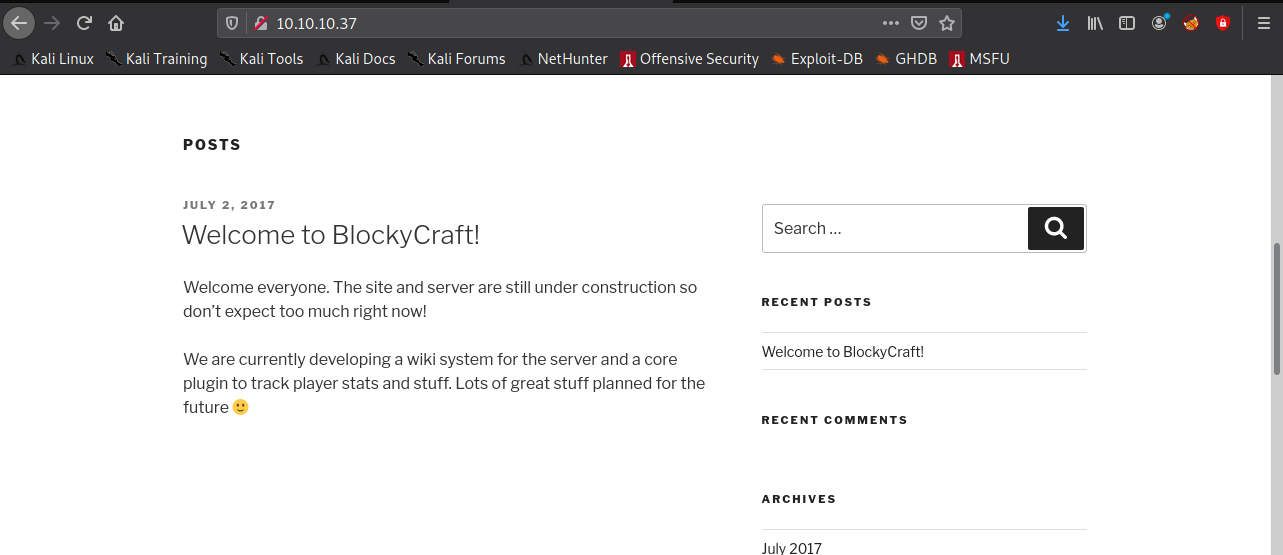 10.10.10.37
Kali Linux Kali Training Kali Tools Kali Docs Kali Forums NetHunter Offensive Security Exploit-DB GHDB MSFU
POSTS
JULY 2, 2017
Welcome to BlockyCraft!
Welcome everyone. The site and server are still under construction so
don’t expect too much right now!
We are currently developing a wiki system for the server and a core
plugin to track player stats and stuff. Lots of great stuff planned for the
future 🙂
Search …
RECENT POSTS
Welcome to BlockyCraft!
RECENT COMMENTS
ARCHIVES
July 2017